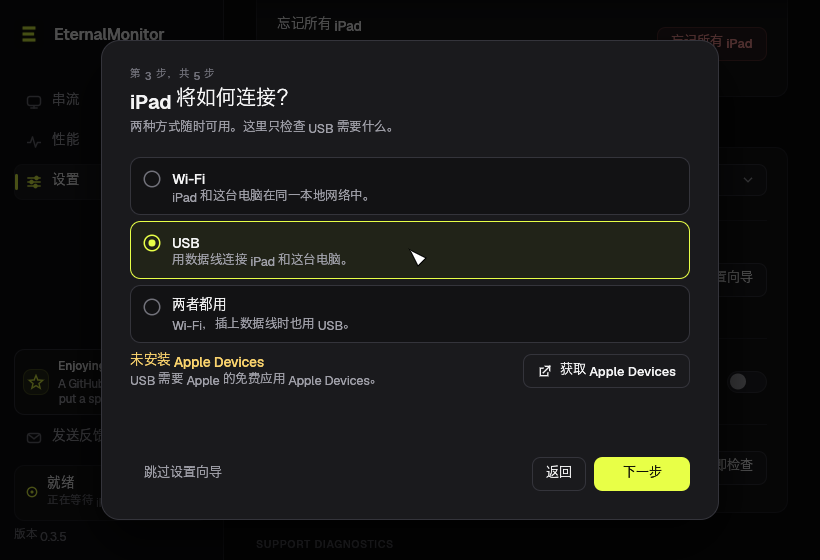 EternalMonitor
忘记所有 iPad
忘记所有 iPad
串流
性能
设置
第 3 步，共 5 步
iPad 将如何连接？
两种方式随时可用。这里只检查 USB 需要什么。
Wi-Fi
iPad 和这台电脑在同一本地网络中。
USB
用数据线连接 iPad 和这台电脑。
两者都用
Wi-Fi，插上数据线时也用 USB。
未安装 Apple Devices
USB 需要 Apple 的免费应用 Apple Devices。
获取 Apple Devices
跳过设置向导
返回
下一步
置向导
即检查
Enjoying
A GitHub
put a sp
发送反馈
就绪
正在等待
版本 0.3.5
SUPPORT DIAGNOSTICS